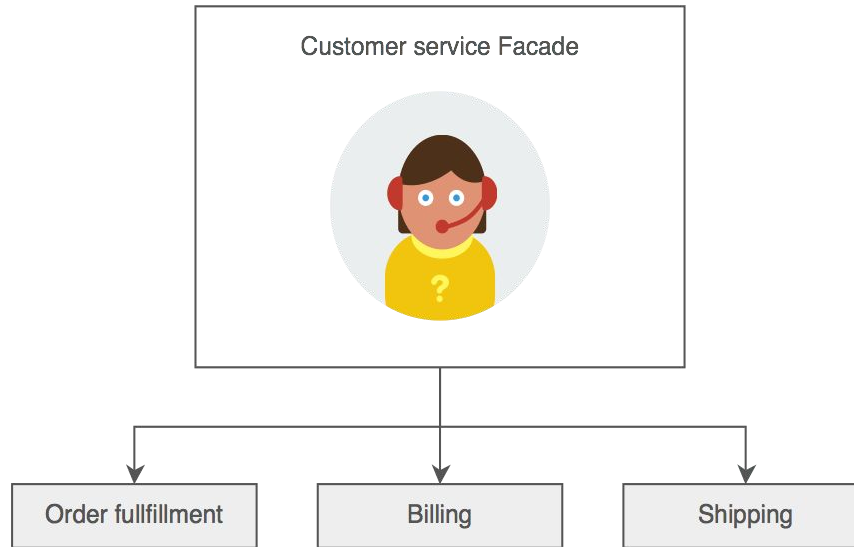 Customer service Facade
?
Order fullfillment
Billing
Shipping